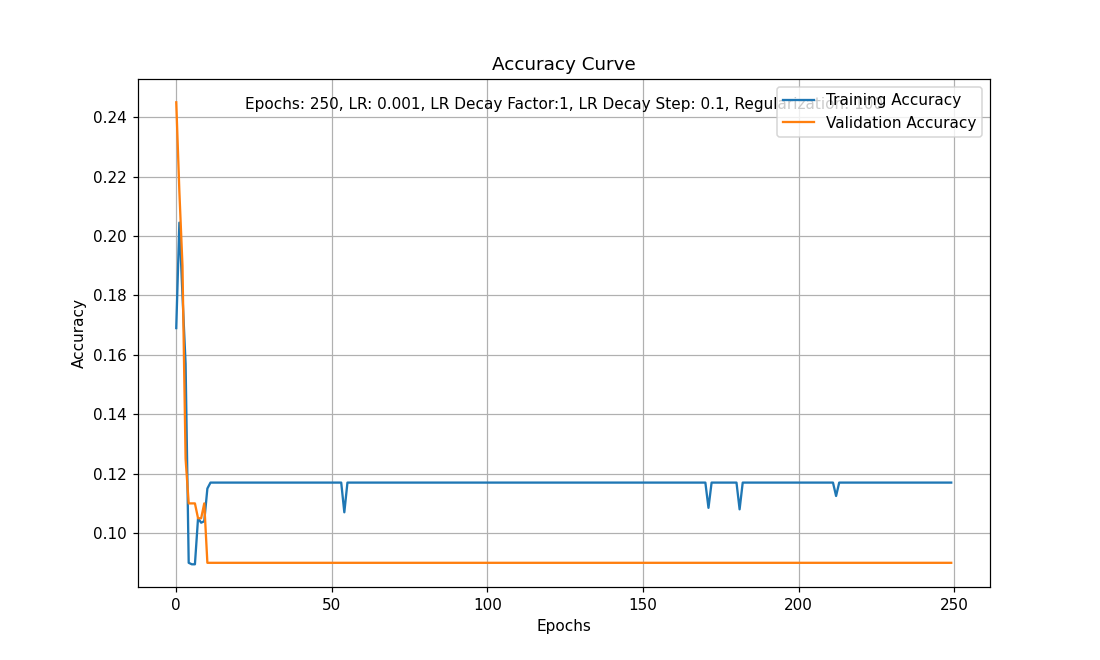 Accuracy Curve
Epochs: 250, LR: 0.001, LR Decay Factor:1, LR Decay Step: 0.1, Regularization: 100
Training Accuracy
Validation Accuracy
0.24
0.22
0.20
0.18
0.16
0.14
0.12
0.10
Accuracy
0 50 100 150 200 250
Epochs